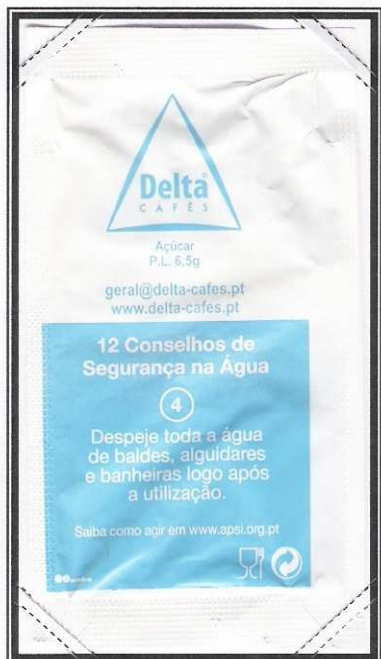 Delta
CAFÉS
Açúcar
P.L. 6,5g
geral@delta-cafes.pt
www.delta-cafes.pt
12 Conselhos de
Segurança na Água
4
Despeje toda a água
de baldes, alguidares
e banheiras logo após
a utilização.
Saiba como agir em www.apsi.org.pt